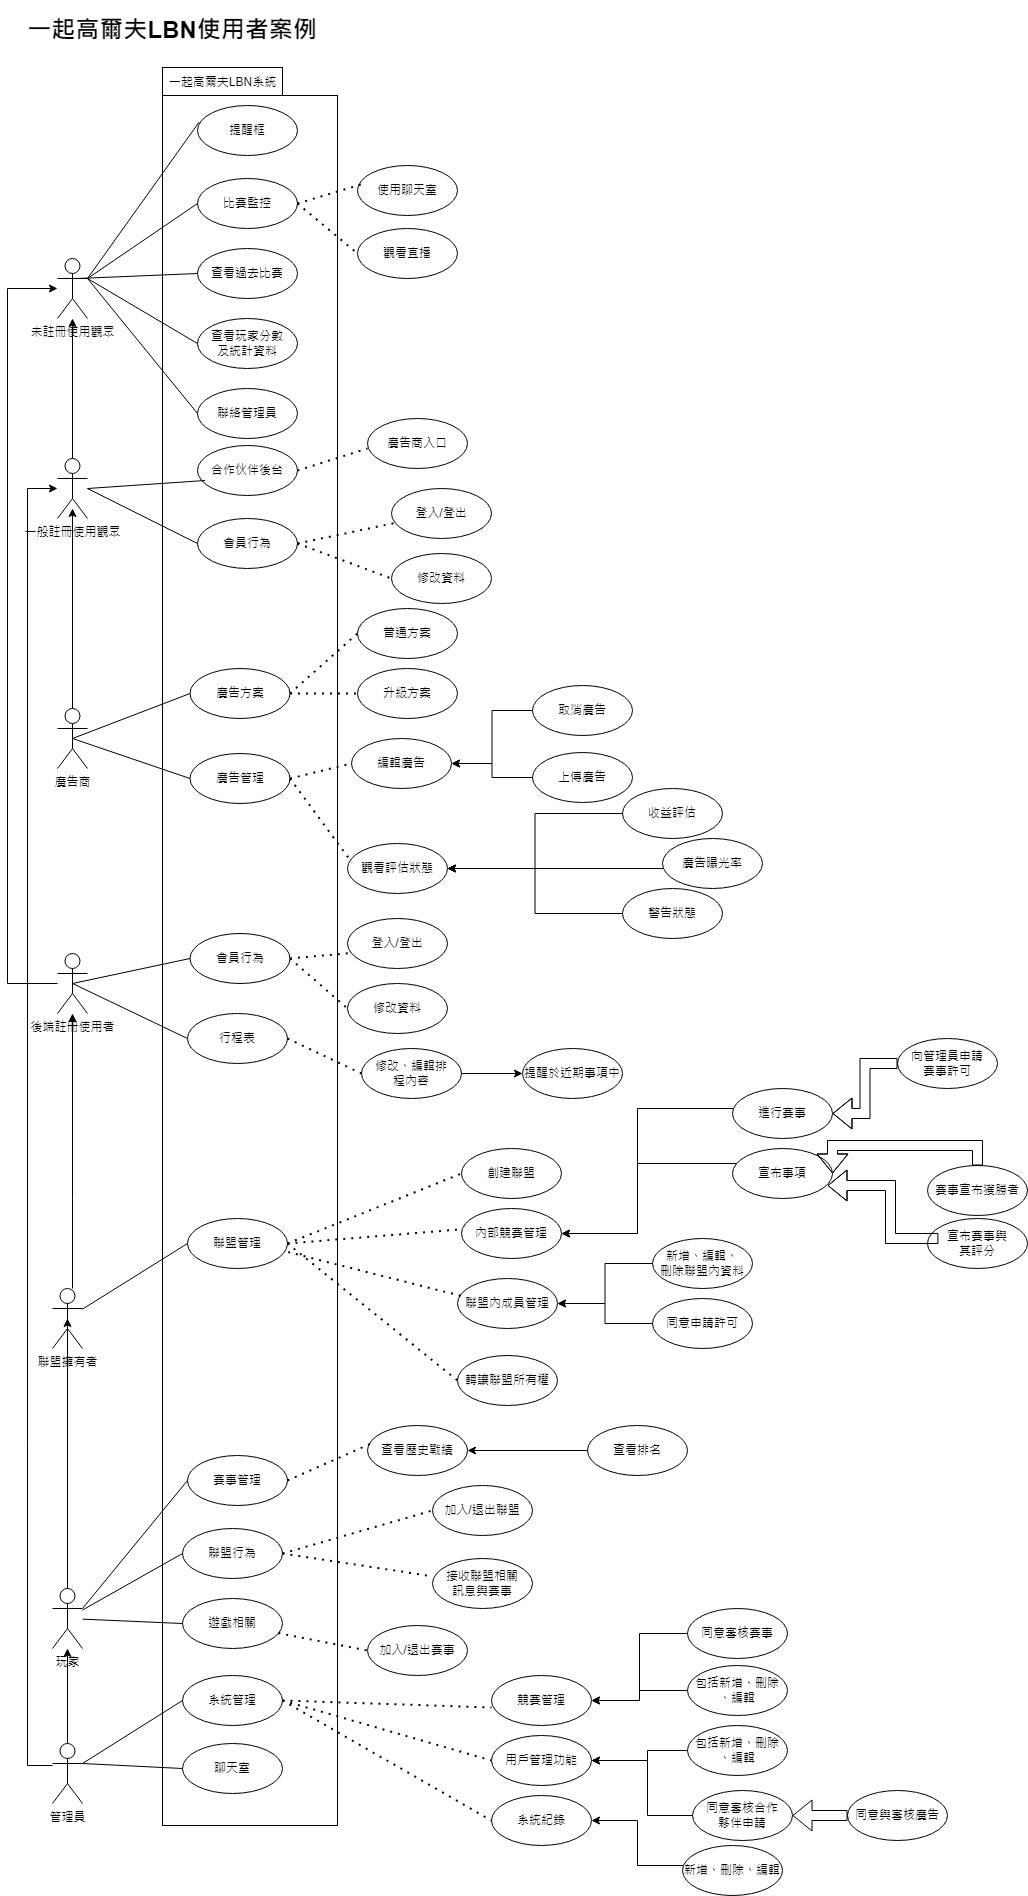 一起高爾夫LBN使用者案例
一起高爾夫LBN系統
提醒框
比賽監控
使用聊天室
觀看直播
查看過去比賽
未註冊使用觀眾
查看玩家分數
及統計資料
聯絡管理員
合作伙伴後台
廣告商入口
一般註冊使用觀眾
會員行為
登入/登出
修改資料
廣告方案
普通方案
升級方案
廣告商
廣告管理
編輯廣告
取消廣告
上傳廣告
觀看評估狀態
收益評估
廣告曝光率
警告狀態
後端註冊使用者
會員行為
登入/登出
修改資料
行程表
修改、編輯排
程內容
提醒於近期事項中
向管理員申請
賽事許可
進行賽事
宣布事項
賽事宣布獲勝者
宣布賽事與
其評分
創建聯盟
內部競賽管理
聯盟管理
新增、編輯、
刪除聯盟內資料
聯盟內成員管理
同意申請許可
聯盟擁有者
轉讓聯盟所有權
賽事管理
查看歷史戰績
查看排名
聯盟行為
加入/退出聯盟
接收聯盟相關
訊息與賽事
遊戲相關
加入/退出賽事
玩家
系統管理
競賽管理
同意審核賽事
包括新增、刪除
、編輯
用戶管理功能
包括新增、刪除
、編輯
同意審核合作
夥伴申請
同意與審核廣告
聊天室
管理員
系統紀錄
新增、刪除、編輯